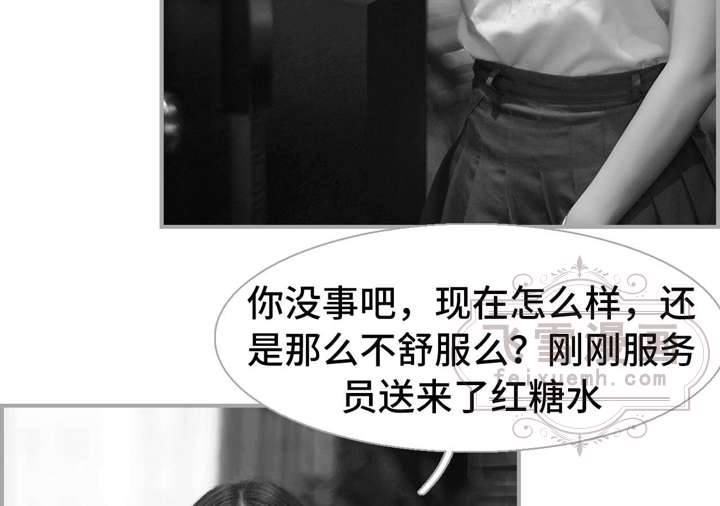 你没事吧，现在怎么样，还
是那么不舒服么？刚刚服务
员送来了红糖水
飞雪漫画
feixuemh.com